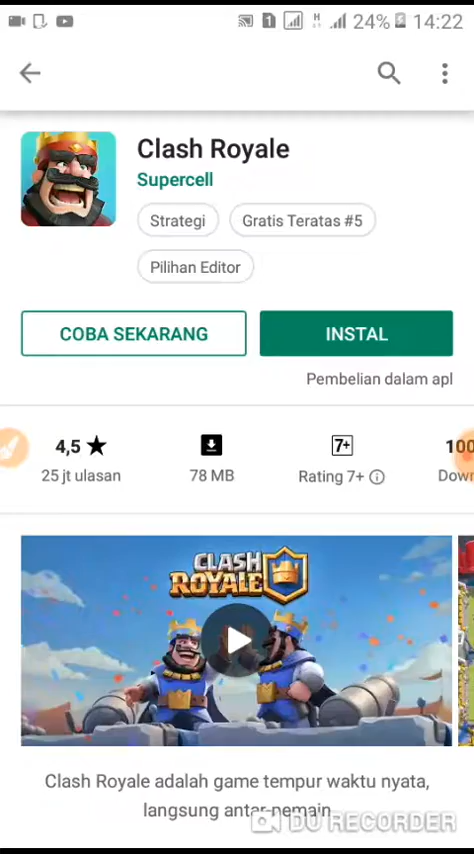 24% 14:22
Clash Royale
Supercell
Strategi
Gratis Teratas #5
Pilihan Editor
COBA SEKARANG
INSTAL
Pembelian dalam apl
4,5 ★
25 jt ulasan
78 MB
7+
Rating 7+
100
Down
CLASH
ROYALE
Clash Royale adalah game tempur waktu nyata,
langsung antar-pemain
DU RECORDER